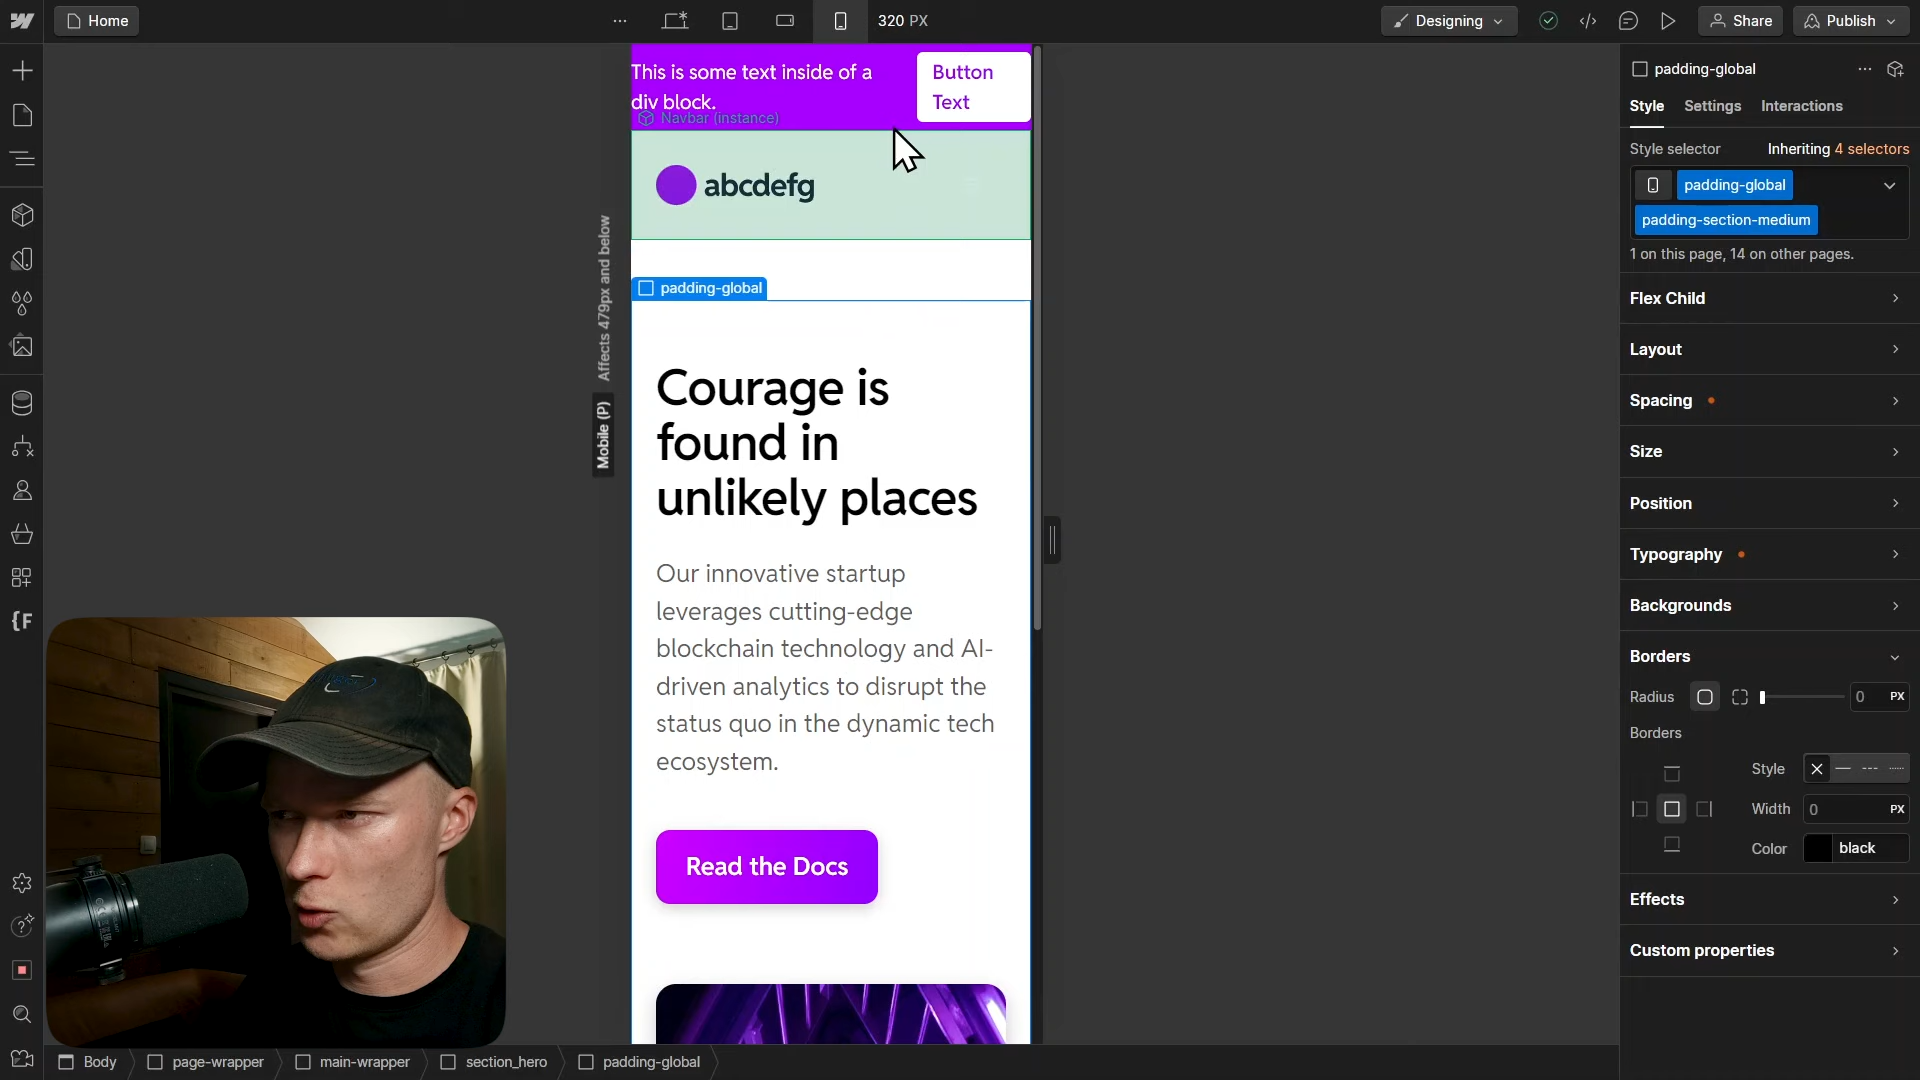 Home
320 PX
Designing
Share
Publish
This is some text inside of a
div block.
Button
Text
Navbar (instance)
abcdefg
padding-global
Courage is
found in
unlikely places
Our innovative startup
leverages cutting-edge
blockchain technology and AI-
driven analytics to disrupt the
status quo in the dynamic tech
ecosystem.
Read the Docs
Affects 479px and below
Mobile (P)
padding-global
Style Settings Interactions
Style selector Inheriting 4 selectors
padding-global
padding-section-medium
1 on this page, 14 on other pages.
Flex Child
Layout
Spacing
Size
Position
Typography
Backgrounds
Borders
Radius 0 PX
Borders
Style
Width 0 PX
Color black
Effects
Custom properties
Body page-wrapper main-wrapper section_hero padding-global